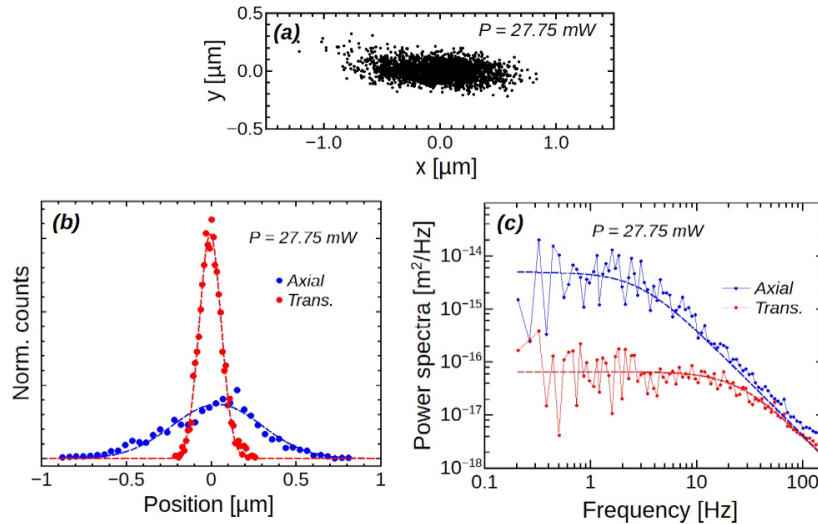 (a)
P = 27.75 mW
y [µm]
0.5
0.0
−0.5
−1.0
0.0
1.0
x [µm]
(b)
P = 27.75 mW
Axial
Trans.
Norm. counts
−1
−0.5
0
0.5
1
Position [µm]
(c)
P = 27.75 mW
Axial
Trans.
Power spectra [m²/Hz]
10⁻¹⁴
10⁻¹⁵
10⁻¹⁶
10⁻¹⁷
10⁻¹⁸
0.1
1
10
100
Frequency [Hz]